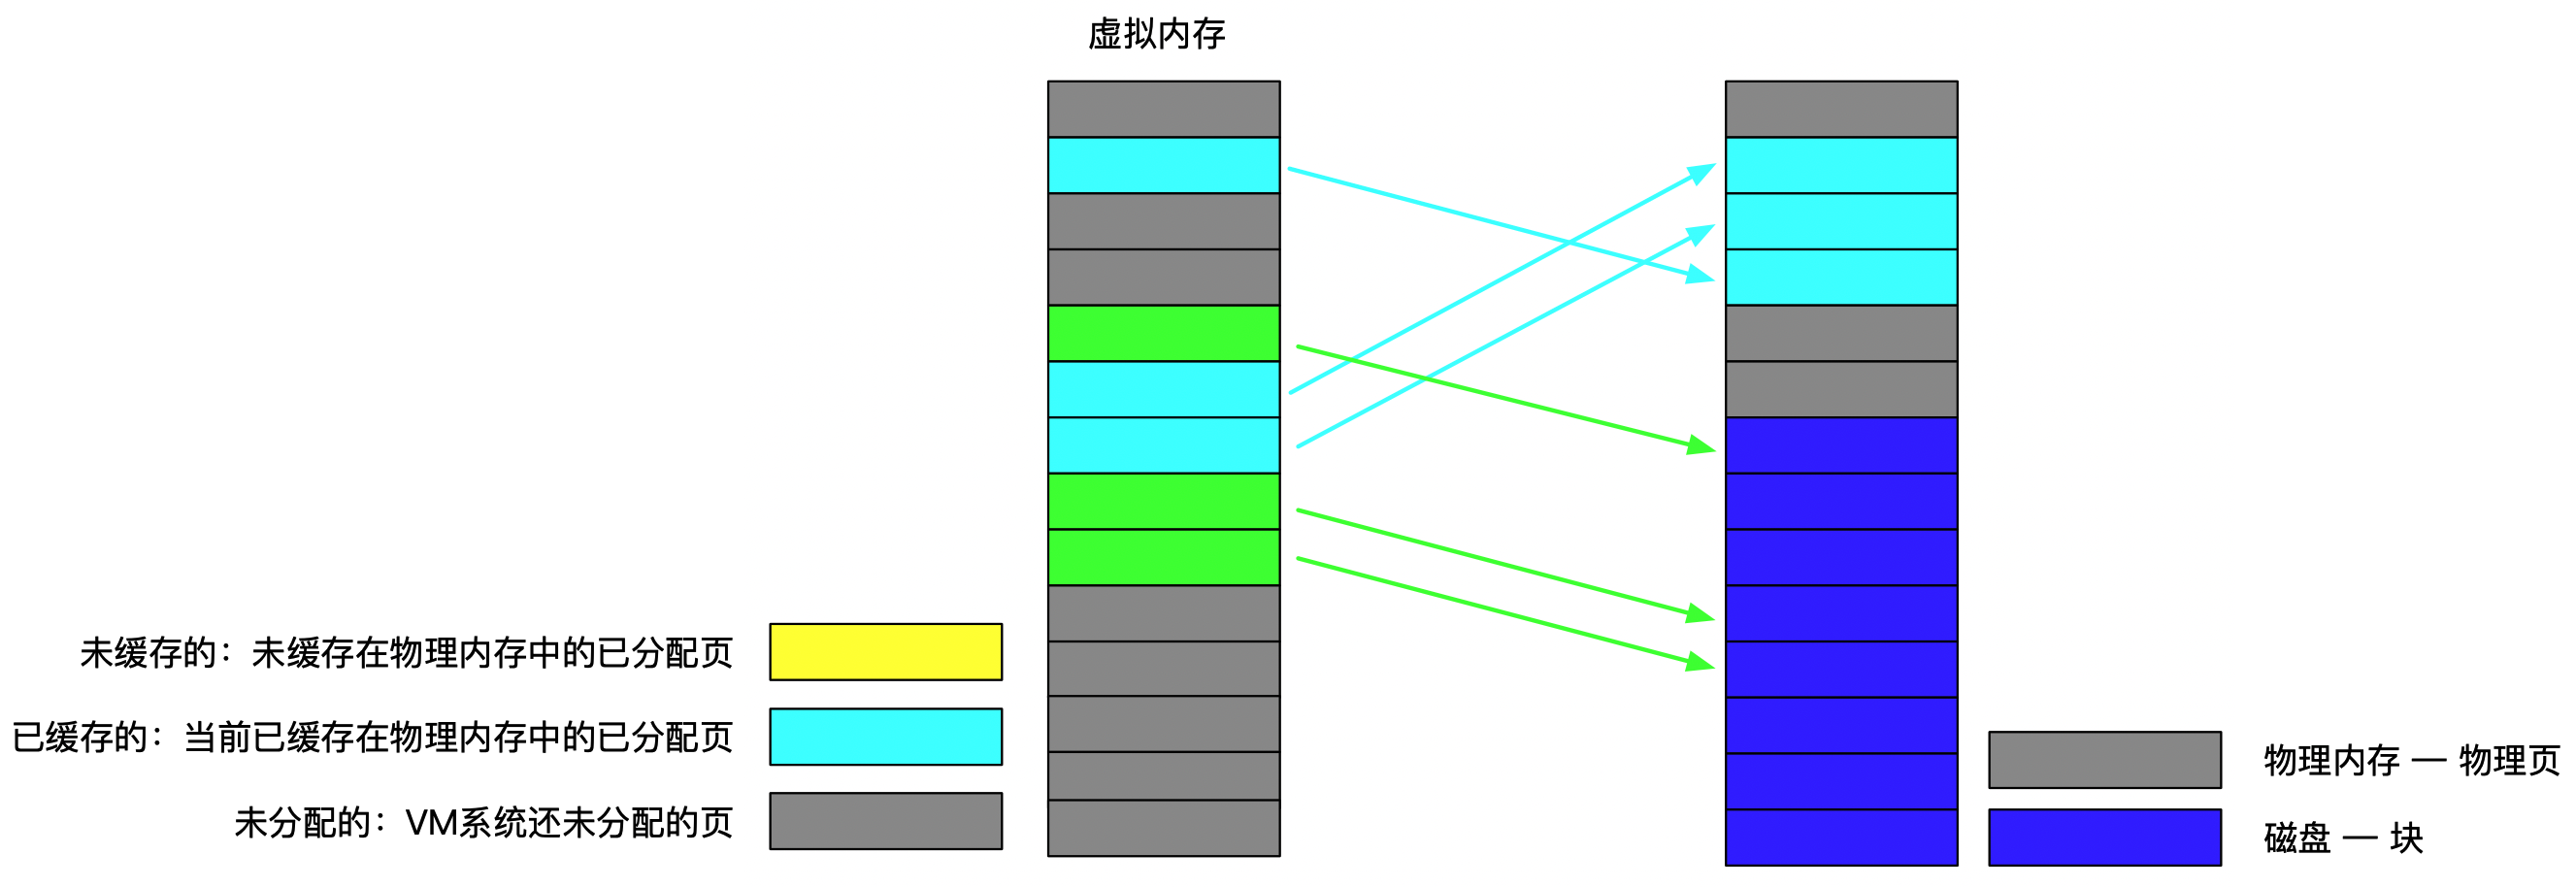 虚拟内存
未缓存的：未缓存在物理内存中的已分配页
已缓存的：当前已缓存在物理内存中的已分配页
未分配的：VM系统还未分配的页
物理内存 — 物理页
磁盘 — 块